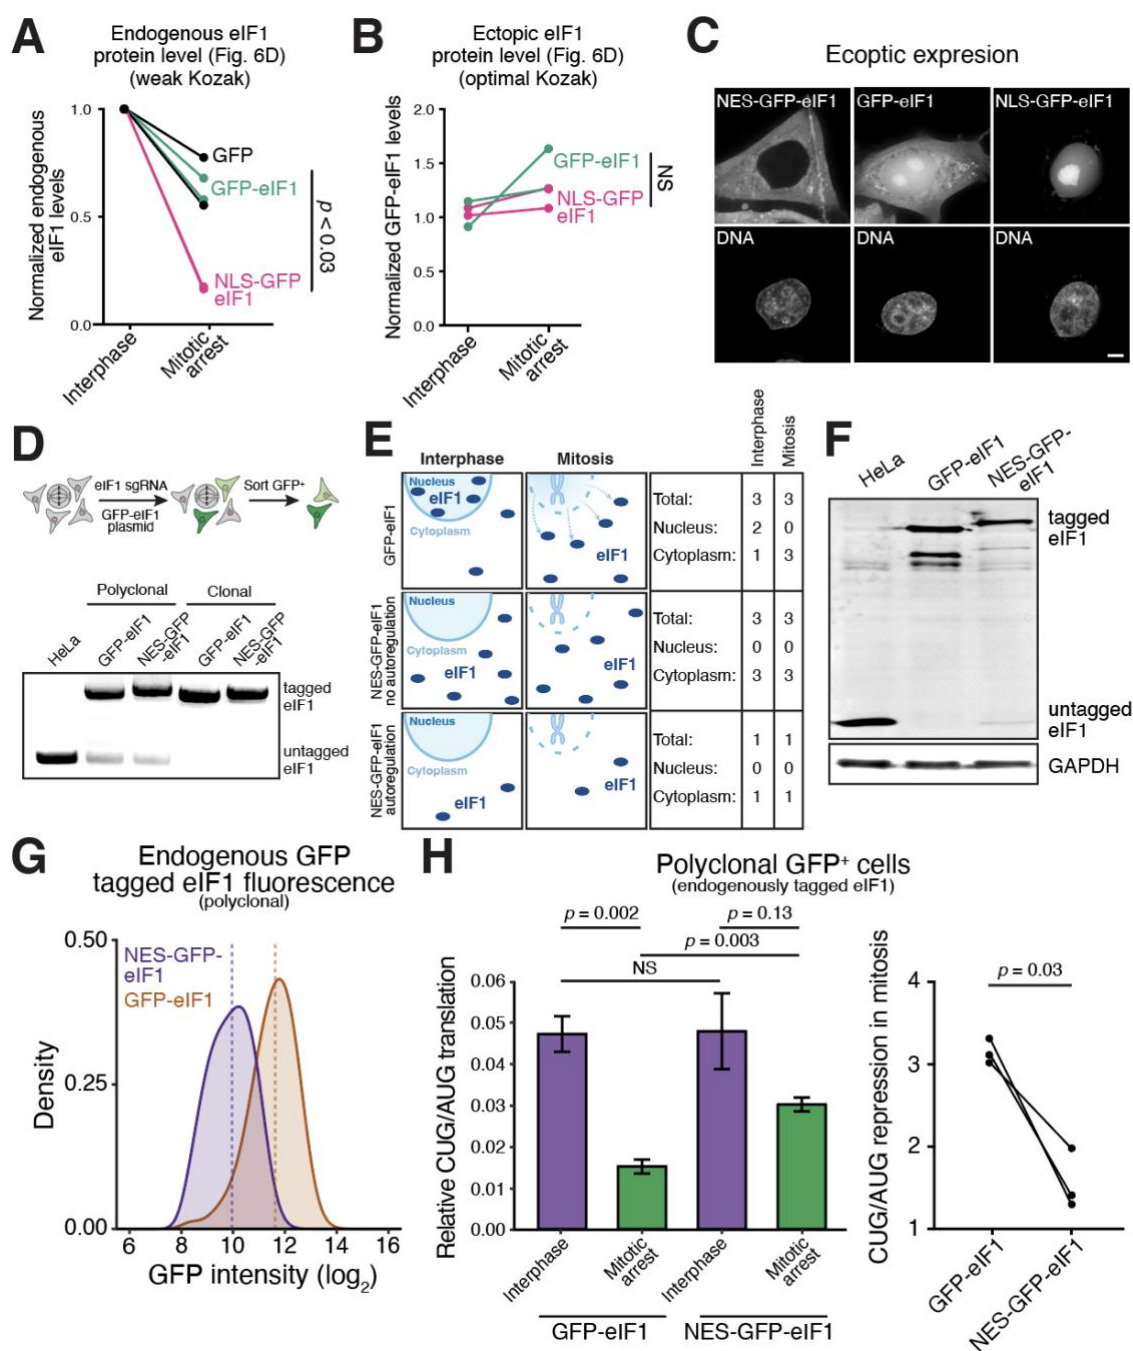 A
Endogenous eIF1
protein level (Fig. 6D)
(weak Kozak)
Normalized endogenous
eIF1 levels
1.0
0.5
0.0
GFP
GFP-eIF1
NLS-GFP
eIF1
p < 0.03
Interphase
Mitotic
arrest
B
Ectopic eIF1
protein level (Fig. 6D)
(optimal Kozak)
Normalized GFP-eIF1 levels
2.0
1.5
1.0
0.5
0.0
GFP-eIF1
NLS-GFP
eIF1
NS
Interphase
Mitotic
arrest
C
Ecoptic expresion
NES-GFP-eIF1
GFP-eIF1
NLS-GFP-eIF1
DNA
DNA
DNA
D
eIF1 sgRNA
GFP-eIF1
plasmid
Sort GFP+
Polyclonal
Clonal
HeLa
GFP-eIF1
NES-GFP
-eIF1
GFP-eIF1
NES-GFP
-eIF1
tagged
eIF1
untagged
eIF1
E
Interphase
Mitosis
Interphase
Mitosis
GFP-eIF1
Nucleus
eIF1
Cytoplasm
eIF1
Total: 3 3
Nucleus: 2 0
Cytoplasm: 1 3
NES-GFP-eIF1
no autoregulation
Nucleus
Cytoplasm
eIF1
eIF1
Total: 3 3
Nucleus: 0 0
Cytoplasm: 3 3
NES-GFP-eIF1
autoregulation
Nucleus
Cytoplasm
eIF1
eIF1
Total: 1 1
Nucleus: 0 0
Cytoplasm: 1 1
F
HeLa
GFP-eIF1
NES-GFP-
eIF1
tagged
eIF1
untagged
eIF1
GAPDH
G
Endogenous GFP
tagged eIF1 fluorescence
(polyclonal)
Density
0.50
0.25
0.00
NES-GFP-
eIF1
GFP-eIF1
6 8 10 12 14 16
GFP intensity (log2)
H
Polyclonal GFP+ cells
(endogenously tagged eIF1)
p = 0.002
p = 0.13
p = 0.003
NS
Relative CUG/AUG translation
0.06
0.05
0.04
0.03
0.02
0.01
0.00
Interphase
Mitotic
arrest
Interphase
Mitotic
arrest
GFP-eIF1
NES-GFP-eIF1
CUG/AUG repression in mitosis
4
3
2
1
p = 0.03
GFP-eIF1
NES-GFP-eIF1